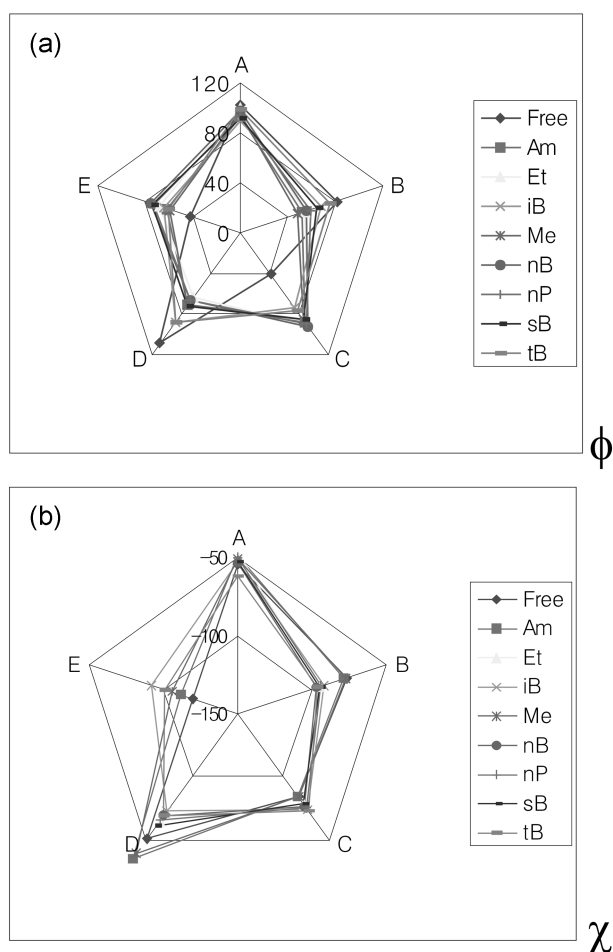 (a)
A
120
80
40
0
E
B
D
C
Free
Am
Et
iB
Me
nB
nP
sB
tB
ϕ
(b)
A
-50
-100
-150
E
B
D
C
Free
Am
Et
iB
Me
nB
nP
sB
tB
χ